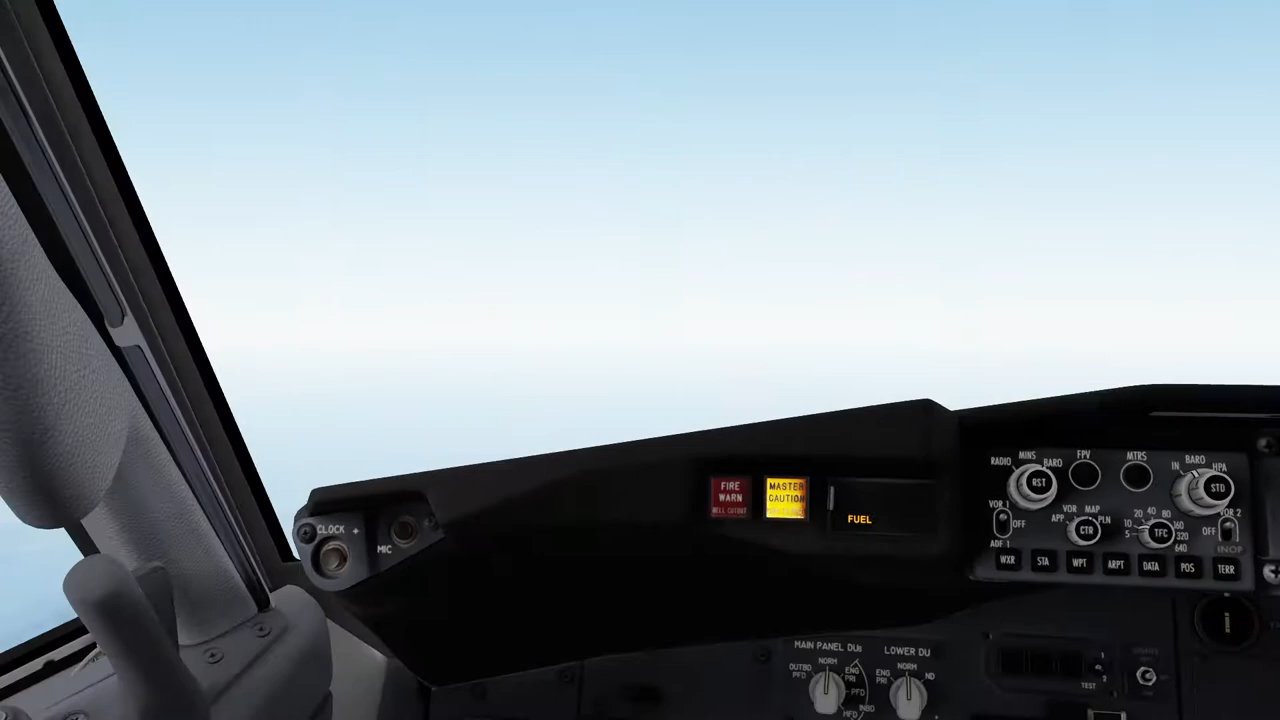 FIRE
WARN
BELL CUTOUT
MASTER
CAUTION
FUEL
CLOCK
MIC
RADIO MINS BARO
RST
FPV
MTRS
IN BARO HPA
STD
VOR 1
OFF
ADF 1
APP VOR MAP PLN
CTR
5 10 20 40 80 160 320 640
TFC
VOR 2
OFF
INOP
WXR
STA
WPT
ARPT
DATA
POS
TERR
MAIN PANEL DUs
OUTBD
PFD
NORM
ENG
PRI
PFD
INBD
MFD
LOWER DU
ENG
PRI
NORM
ND
TEST